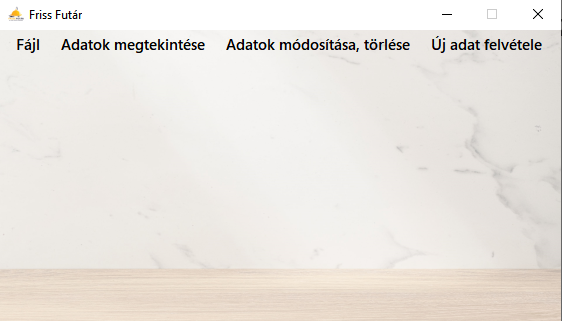 Friss Futár
Fájl Adatok megtekintése Adatok módosítása, törlése Új adat felvétele